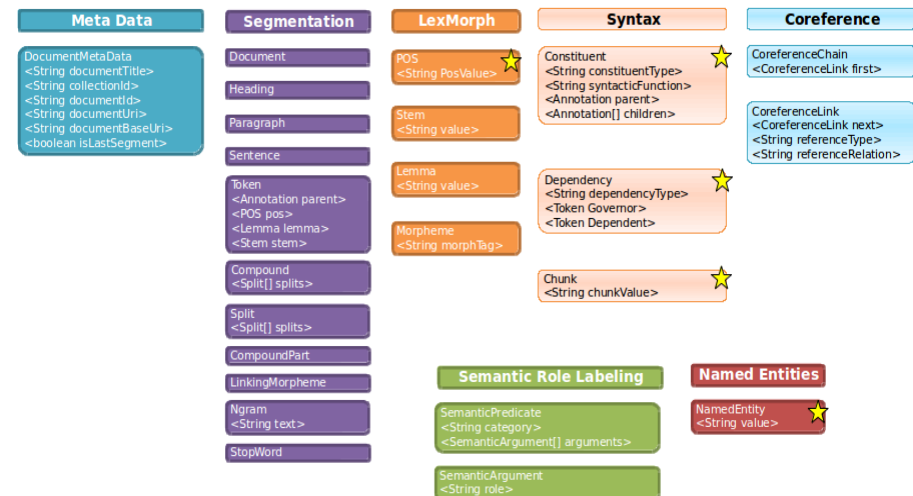 Meta Data
DocumentMetaData
<String documentTitle>
<String collectionId>
<String documentId>
<String documentUri>
<String documentBaseUri>
<boolean isLastSegment>
Segmentation
Document
Heading
Paragraph
Sentence
Token
<Annotation parent>
<POS pos>
<Lemma lemma>
<Stem stem>
Compound
<Split[] splits>
Split
<Split[] splits>
CompoundPart
LinkingMorpheme
Ngram
<String text>
StopWord
LexMorph
POS
<String PosValue>
Stem
<String value>
Lemma
<String value>
Morpheme
<String morphTag>
Syntax
Constituent
<String constituentType>
<String syntacticFunction>
<Annotation parent>
<Annotation[] children>
Dependency
<String dependencyType>
<Token Governor>
<Token Dependent>
Chunk
<String chunkValue>
Coreference
CoreferenceChain
<CoreferenceLink first>
CoreferenceLink
<CoreferenceLink next>
<String referenceType>
<String referenceRelation>
Semantic Role Labeling
SemanticPredicate
<String category>
<SemanticArgument[] arguments>
SemanticArgument
<String role>
Named Entities
NamedEntity
<String value>